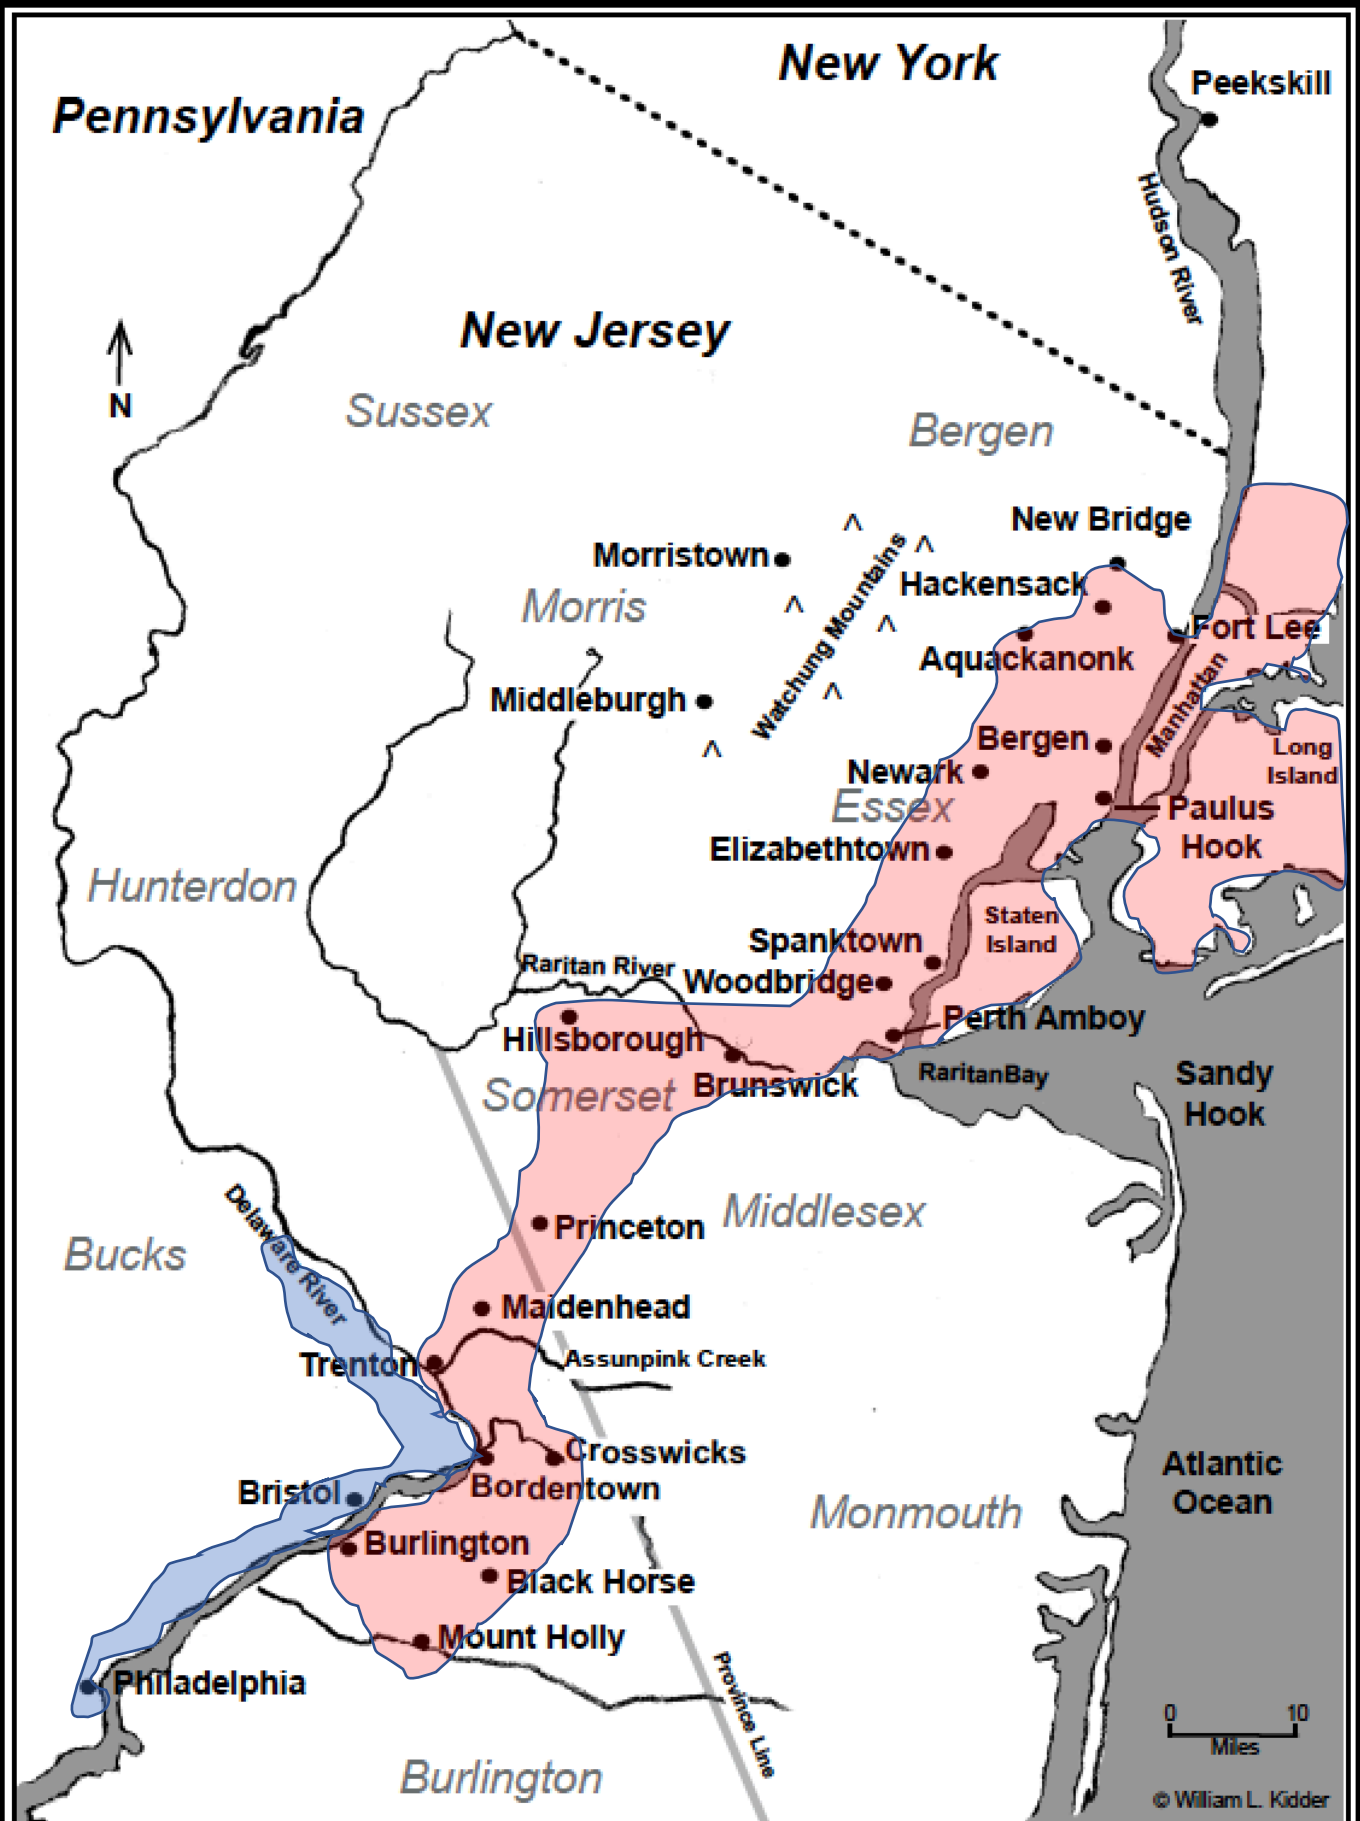 New York
Peekskill
Pennsylvania
Hudson River
New Jersey
N
Sussex
Bergen
New Bridge
Morristown
Watchung Mountains
Hackensack
Morris
Fort Lee
Aquackanonk
Manhattan
Middleburgh
Bergen
Long
Island
Newark
Essex
Paulus
Hook
Elizabethtown
Hunterdon
Staten
Island
Spanktown
Raritan River
Woodbridge
Perth Amboy
Hillsborough
Raritan Bay
Sandy
Hook
Somerset
Brunswick
Delaware River
Middlesex
Princeton
Bucks
Maidenhead
Trenton
Assunpink Creek
Crosswicks
Atlantic
Ocean
Bristol
Bordentown
Monmouth
Burlington
Black Horse
Mount Holly
Province Line
Philadelphia
0 10
Miles
Burlington
© William L. Kidder